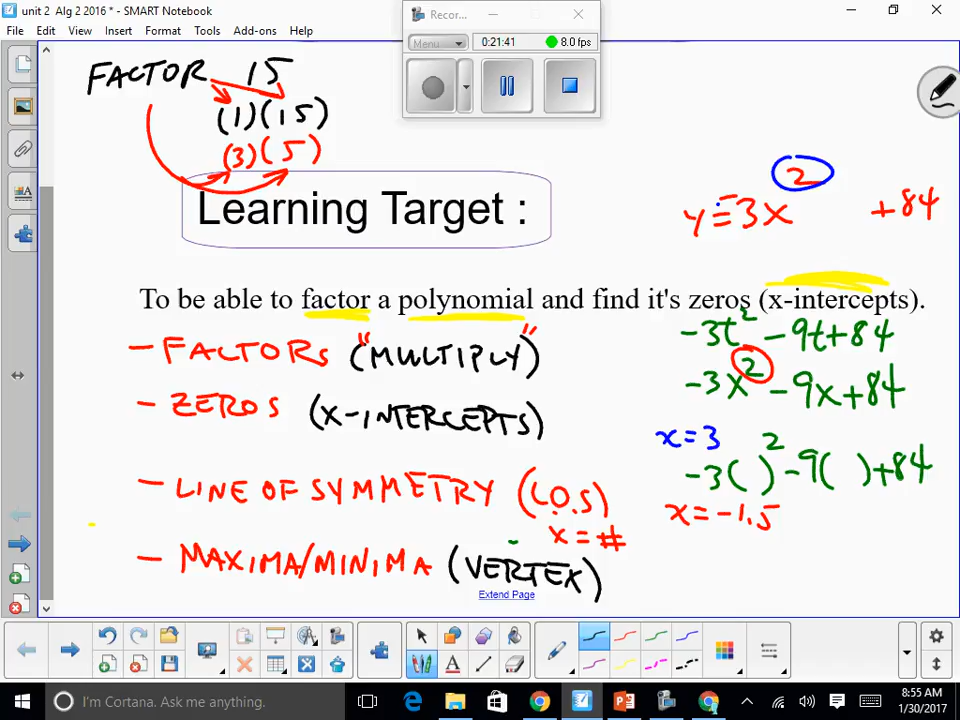 unit 2 Alg 2 2016 *  - SMART Notebook
File Edit View Insert Format Tools Add-ons Help
Recor...
Menu
00:21:41
8.0 fps
FACTOR 15
(1)(15)
(3)(5)
Learning Target :
y=-3x² +84
To be able to factor a polynomial and find it's zeros (x-intercepts).
-3t² -9t+84
- FACTORS ("MULTIPLY")
-3x² -9x+84
- ZEROS (X-INTERCEPTS)
x=3
-3( )²-9( )+84
- LINE OF SYMMETRY (L.O.S)
x=-1.5
x = #
- MAXIMA/MINIMA (VERTEX)
Extend Page
I'm Cortana. Ask me anything.
8:55 AM
1/30/2017